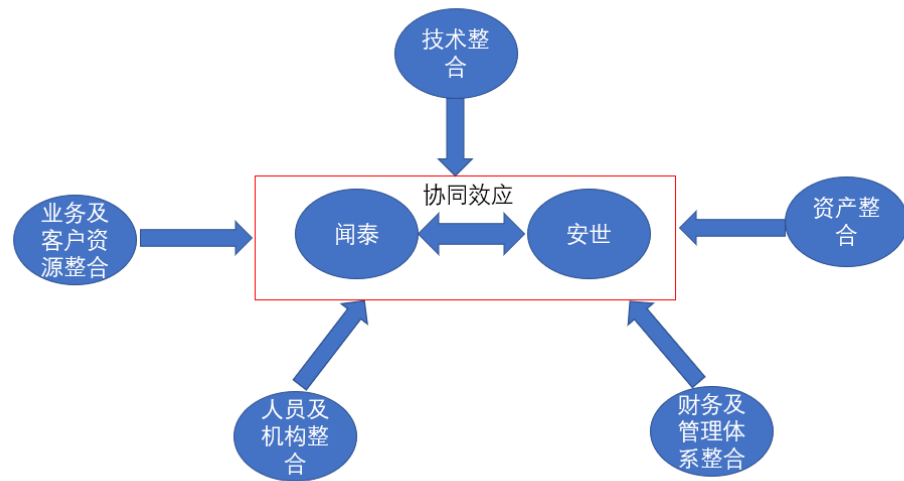 技术整
合
协同效应
闻泰
安世
业务及
客户资
源整合
资产整
合
人员及
机构整
合
财务及
管理体
系整合